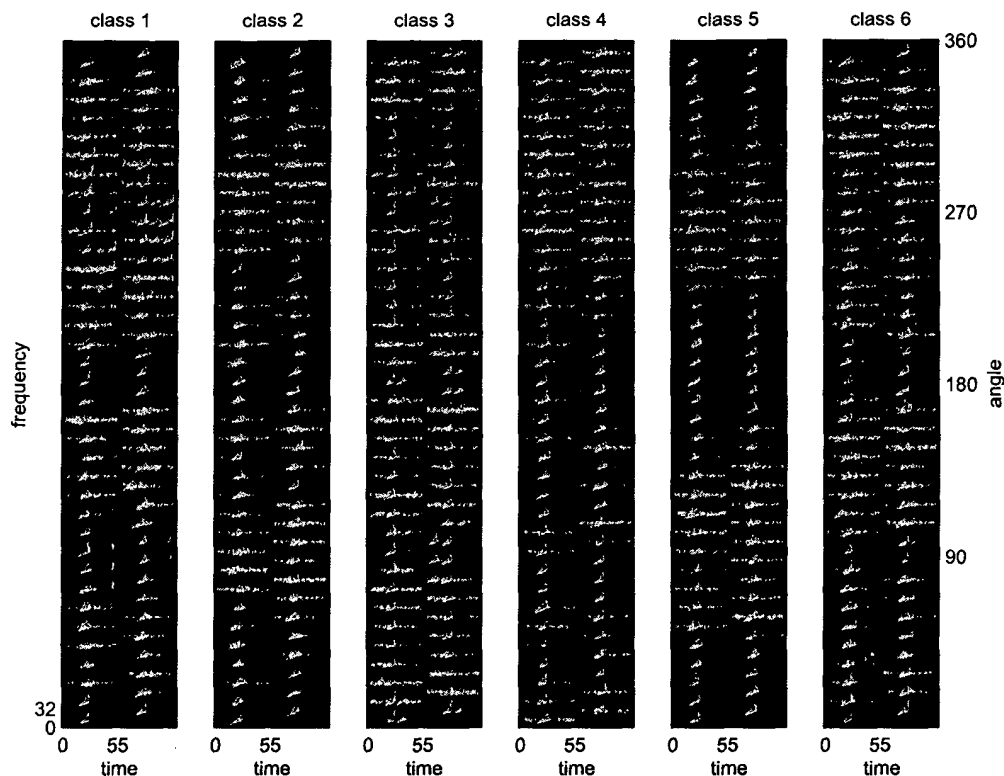 class 1 class 2 class 3 class 4 class 5 class 6
360
270
frequency
180
angle
90
32
0
0 55 0 55 0 55 0 55 0 55 0 55
time time time time time time